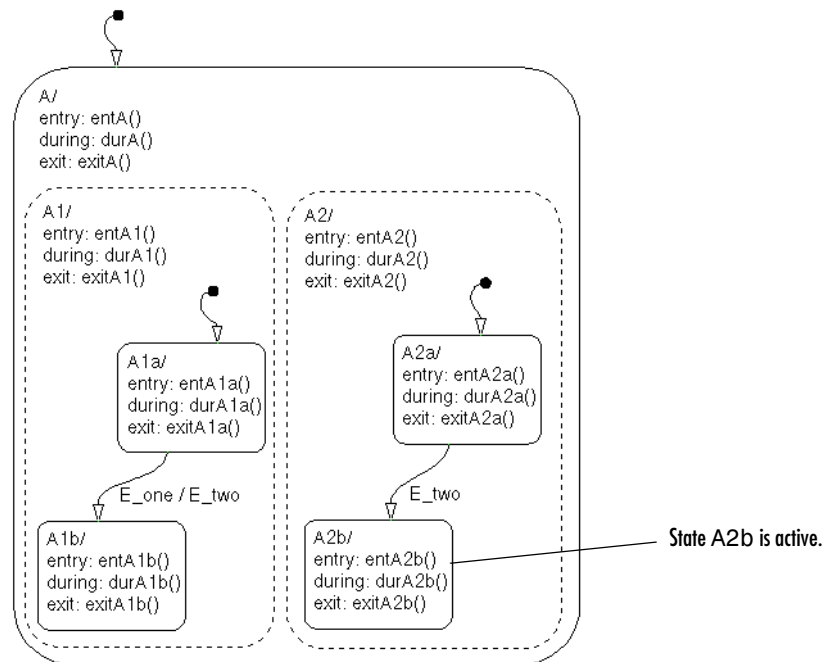 A/
entry: entA()
during: durA()
exit: exitA()
A1/
entry: entA1()
during: durA1()
exit: exitA1()
A2/
entry: entA2()
during: durA2()
exit: exitA2()
A1a/
entry: entA1a()
during: durA1a()
exit: exitA1a()
A2a/
entry: entA2a()
during: durA2a()
exit: exitA2a()
E_one / E_two
E_two
A1b/
entry: entA1b()
during: durA1b()
exit: exitA1b()
A2b/
entry: entA2b()
during: durA2b()
exit: exitA2b()
State A2b is active.